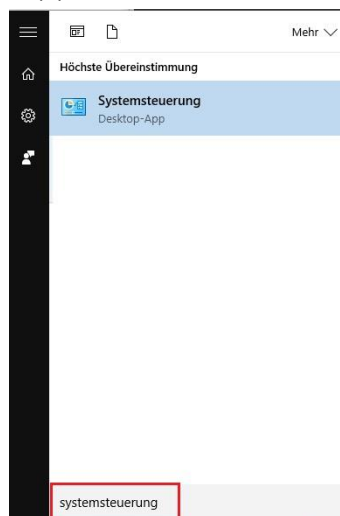 Mehr
Höchste Übereinstimmung
Systemsteuerung
Desktop-App
systemsteuerung